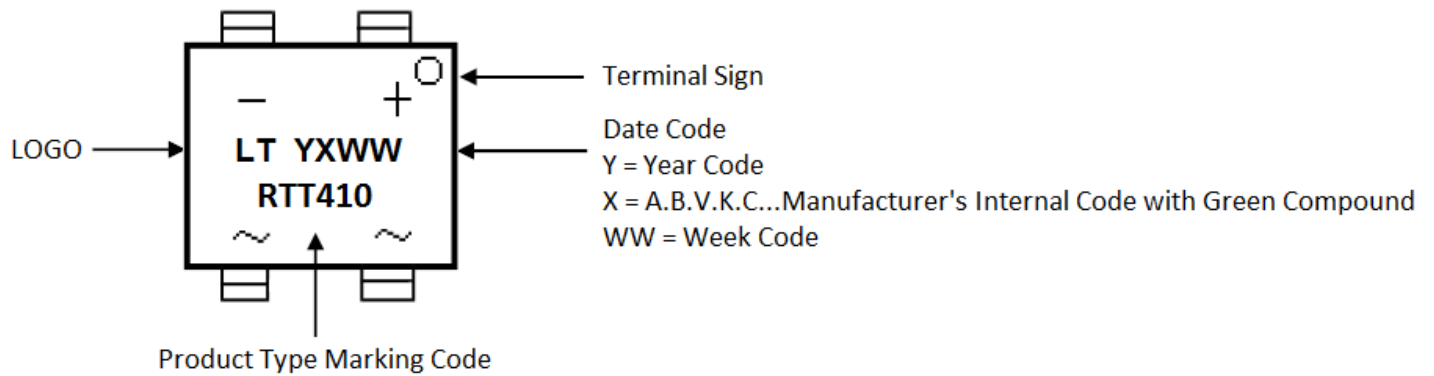 Terminal Sign
− +
LOGO
LT YXWW
RTT410
~ ~
Date Code
Y = Year Code
X = A.B.V.K.C...Manufacturer's Internal Code with Green Compound
WW = Week Code
Product Type Marking Code